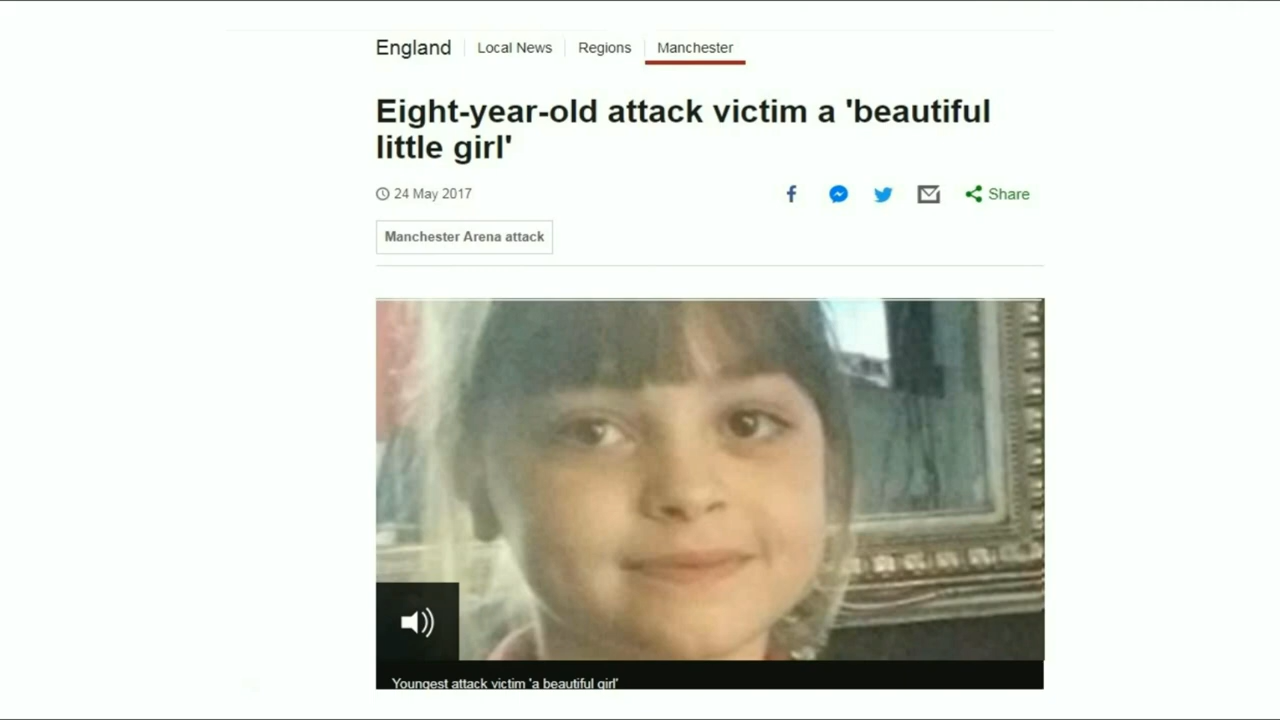 England Local News Regions Manchester
Eight-year-old attack victim a 'beautiful
little girl'
24 May 2017 Share
Manchester Arena attack
Youngest attack victim 'a beautiful girl'